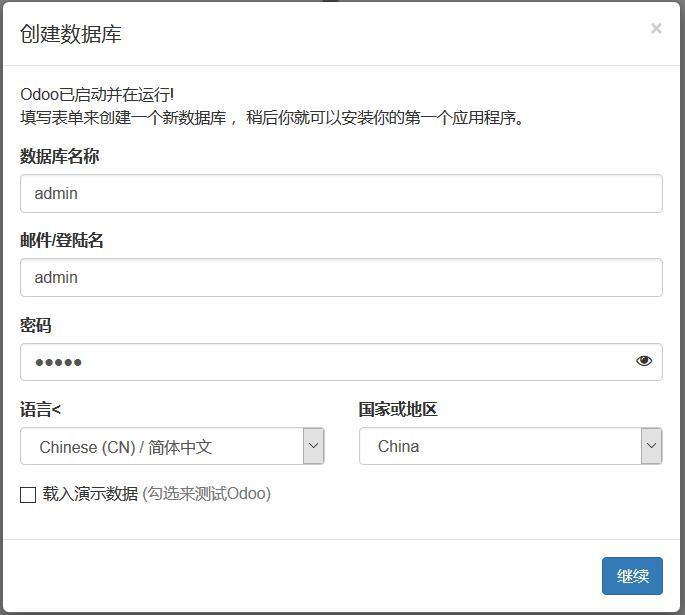 创建数据库
×
Odoo已启动并在运行!
填写表单来创建一个新数据库 ，稍后你就可以安装你的第一个应用程序。
数据库名称
admin
邮件/登陆名
admin
密码
●●●●●
语言<
国家或地区
Chinese (CN) / 简体中文
China
载入演示数据 (勾选来测试Odoo)
继续